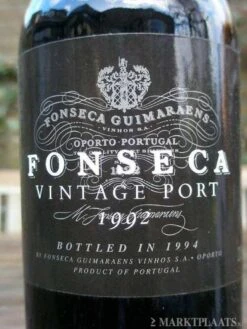 FONSECA GUIMARAENS
VINHOS S.A.
OPORTO·PORTUGAL
FONSECA
VINTAGE PORT
1992
BOTTLED IN 1994
BY FONSECA GUIMARAENS VINHOS S.A. • OPORTO
PRODUCT OF PORTUGAL
2 MARKTPLAATS